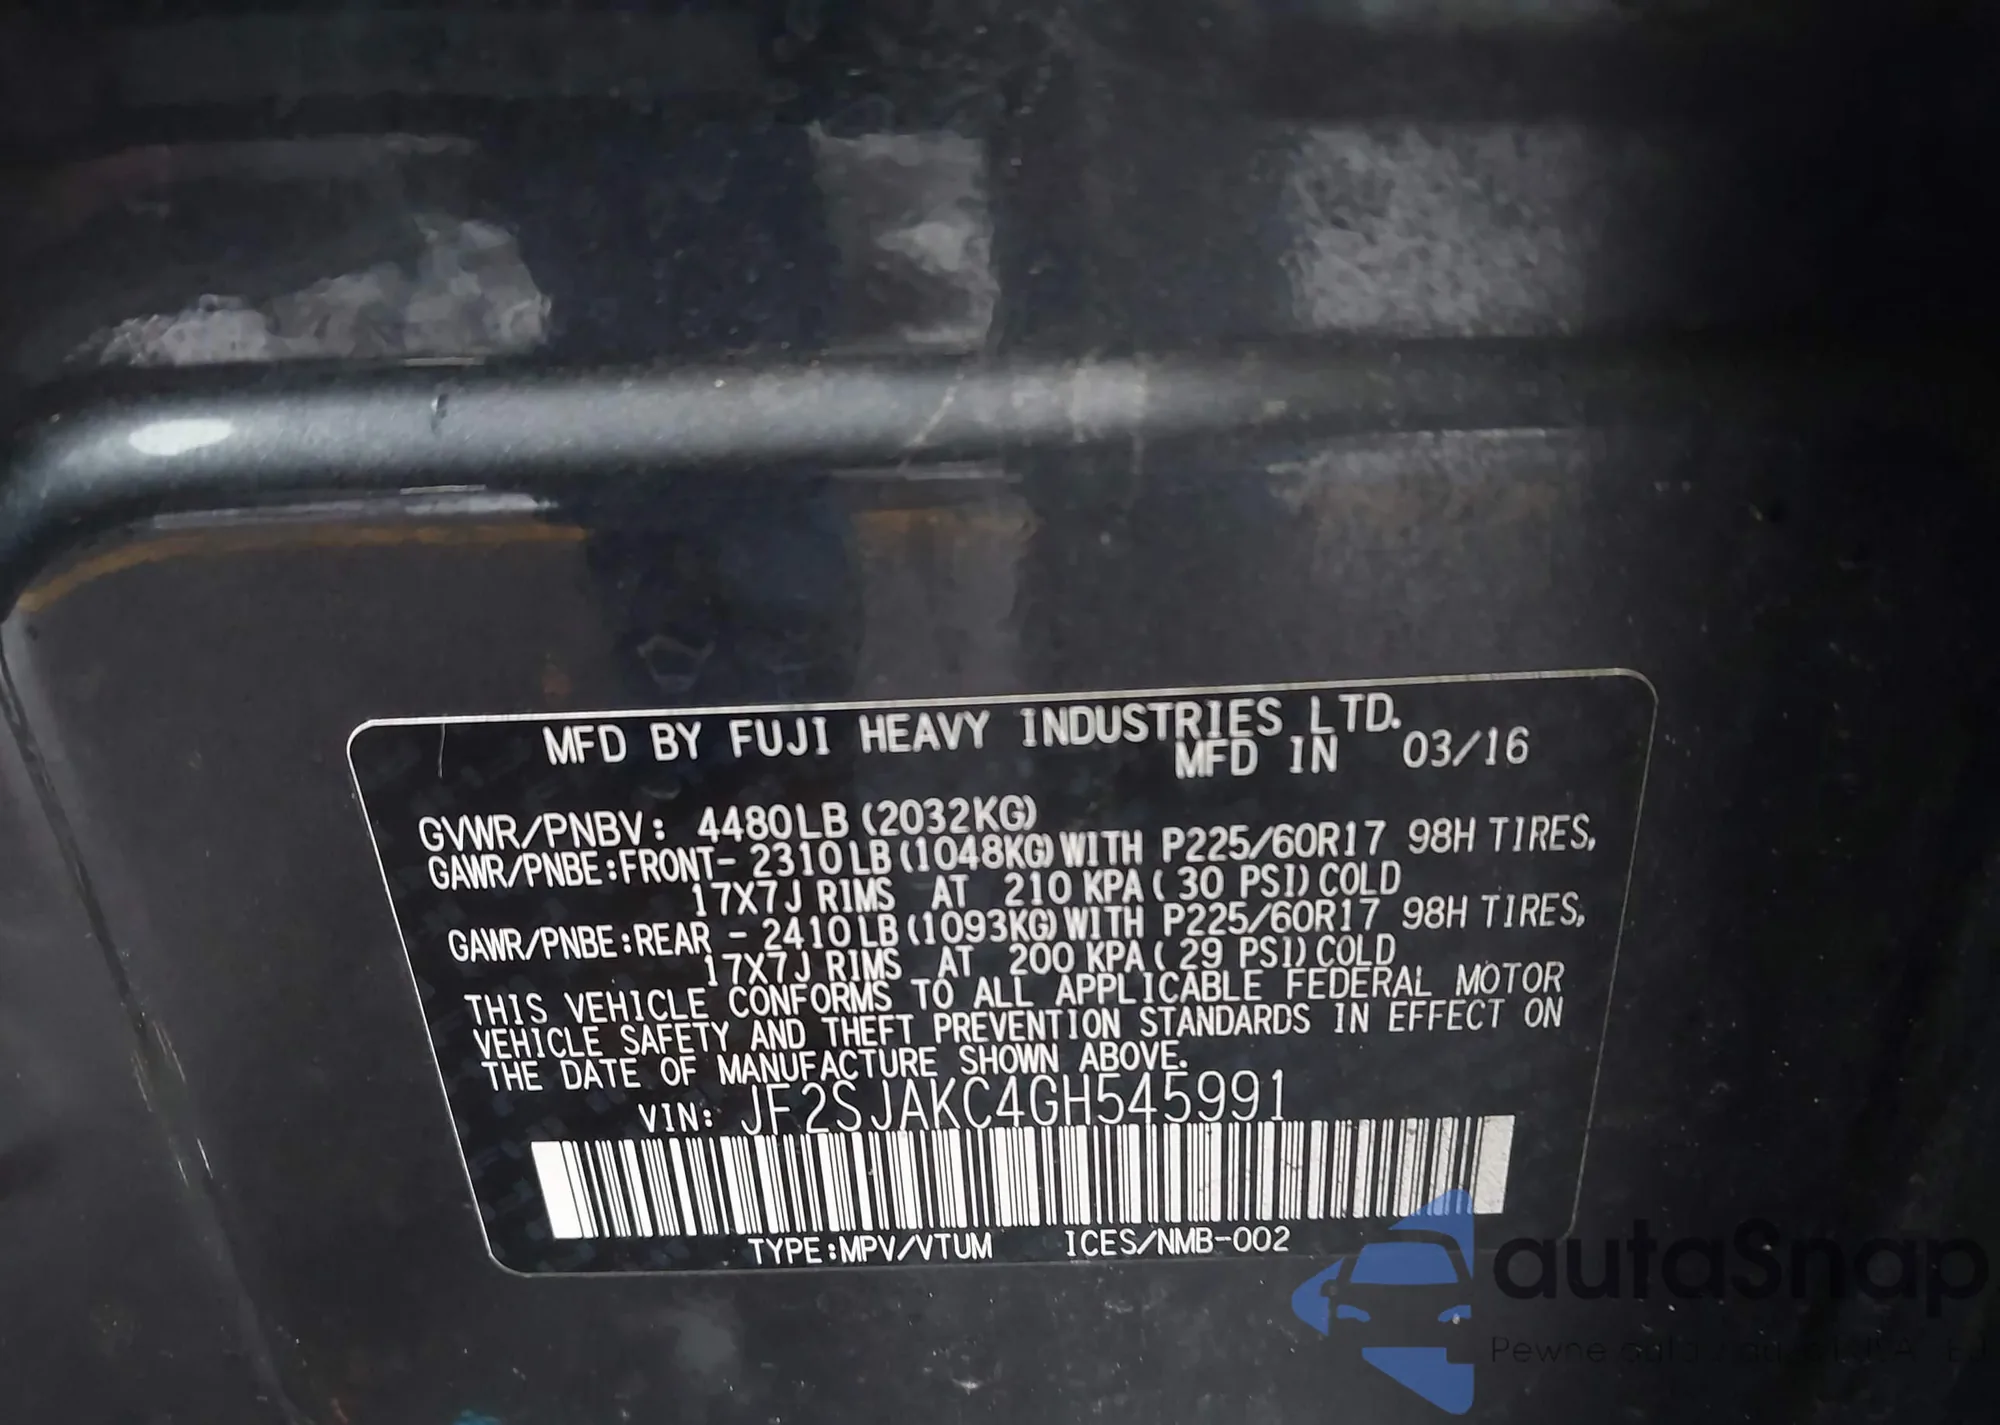 MFD BY FUJI HEAVY INDUSTRIES LTD.
MFD IN 03/16
GVWR/PNBV: 4480LB (2032KG)
GAWR/PNBE:FRONT- 2310LB(1048KG)WITH P225/60R17 98H TIRES,
17X7J RIMS AT 210 KPA( 30 PSI)COLD
GAWR/PNBE:REAR - 2410LB(1093KG)WITH P225/60R17 98H TIRES,
17X7J RIMS AT 200 KPA( 29 PSI)COLD
THIS VEHICLE CONFORMS TO ALL APPLICABLE FEDERAL MOTOR
VEHICLE SAFETY AND THEFT PREVENTION STANDARDS IN EFFECT ON
THE DATE OF MANUFACTURE SHOWN ABOVE.
VIN: JF2SJAKC4GH545991
TYPE:MPV/VTUM ICES/NMB-002
autaSnap
Pewne auta